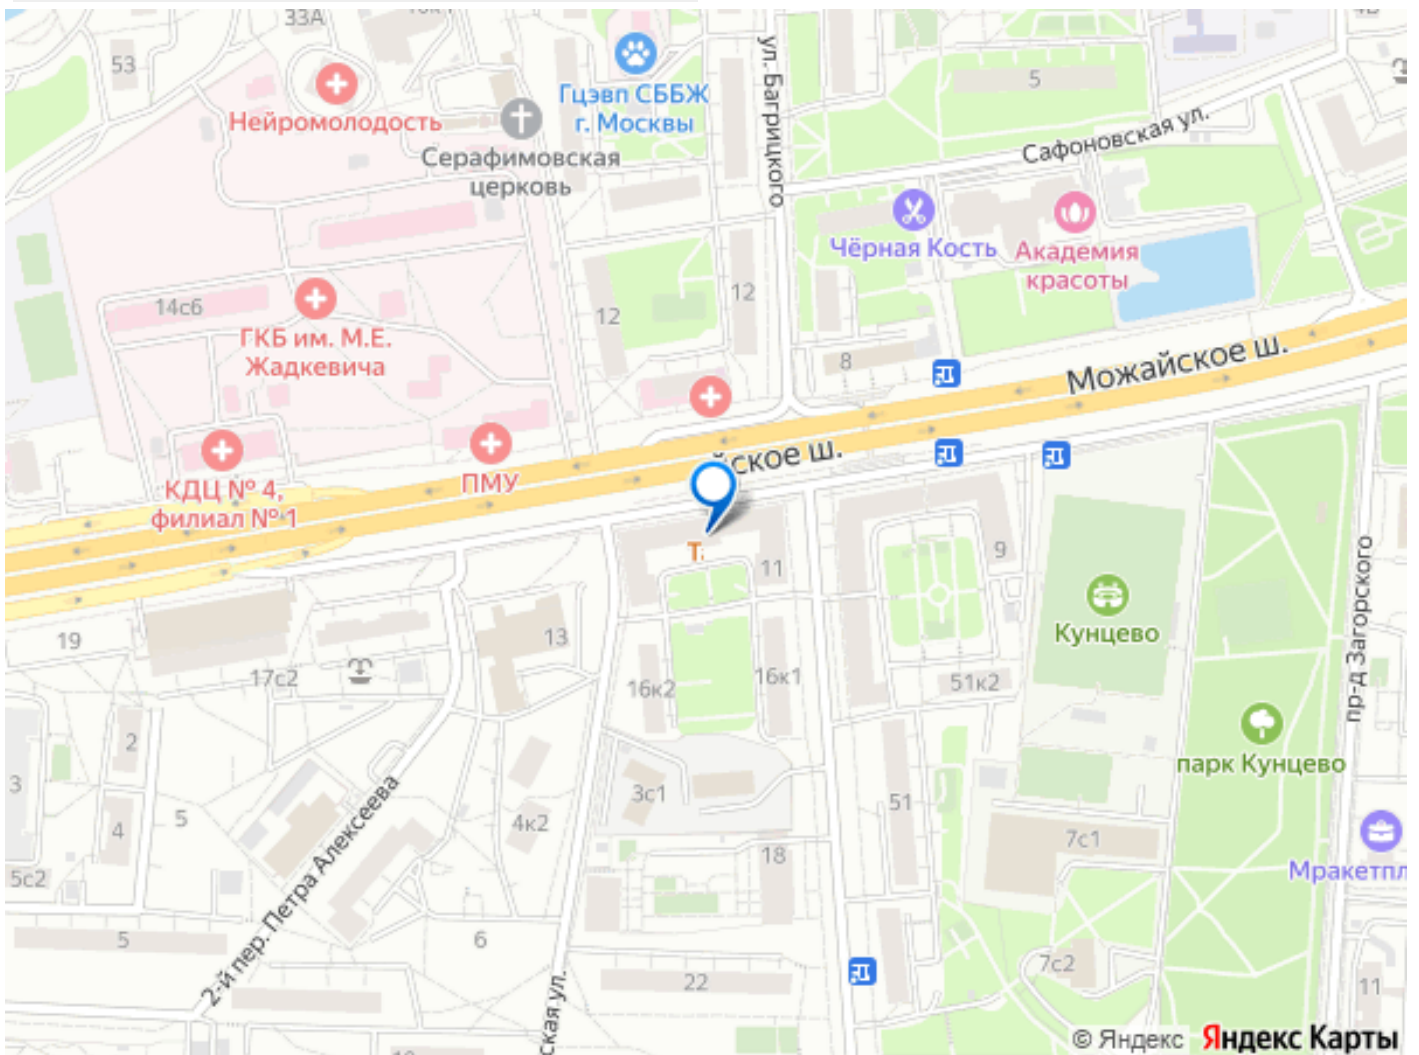 33А
53
Нейромолодость
Гцэвп СББЖ
г. Москвы
ул. Багрицкого
5
Сафоновская ул.
Серафимовская
церковь
Чёрная Кость
Академия
красоты
14с6
ГКБ им. М.Е.
Жадкевича
12
12
8
Можайское ш.
йское ш.
ПМУ
КДЦ № 4,
филиал № 1
11
9
Кунцево
пр-д Загорского
19
13
17с2
16к2
16к1
51к2
парк Кунцево
2
3
3с1
51
4
5
4к2
7с1
18
2-й пер. Петра Алексеева
5с2
Мракетпл
5
6
22
7с2
11
ская ул.
© Яндекс Яндекс Карты